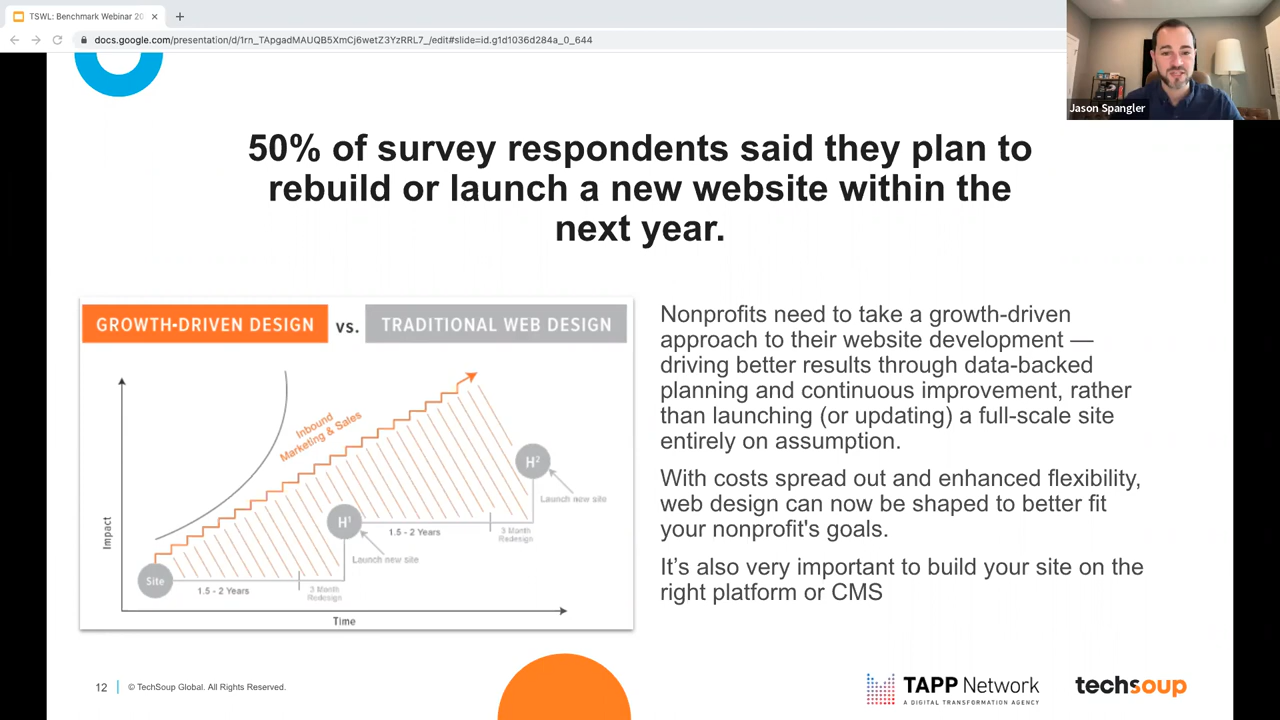 TSWL: Benchmark Webinar 20
docs.google.com/presentation/d/1rn_TApgadMAUQB5XmCj6wetZ3YzRRL7_/edit#slide=id.g1d1036d284a_0_644
Jason Spangler
50% of survey respondents said they plan to
rebuild or launch a new website within the
next year.
GROWTH-DRIVEN DESIGN vs. TRADITIONAL WEB DESIGN
Impact
Inbound
Marketing & Sales
H²
Launch new site
H¹
1.5 - 2 Years
3 Month
Redesign
Launch new site
Site
1.5 - 2 Years
3 Month
Redesign
Time
Nonprofits need to take a growth-driven
approach to their website development —
driving better results through data-backed
planning and continuous improvement, rather
than launching (or updating) a full-scale site
entirely on assumption.
With costs spread out and enhanced flexibility,
web design can now be shaped to better fit
your nonprofit's goals.
It’s also very important to build your site on the
right platform or CMS
12
© TechSoup Global. All Rights Reserved.
TAPP Network
A DIGITAL TRANSFORMATION AGENCY
techsoup